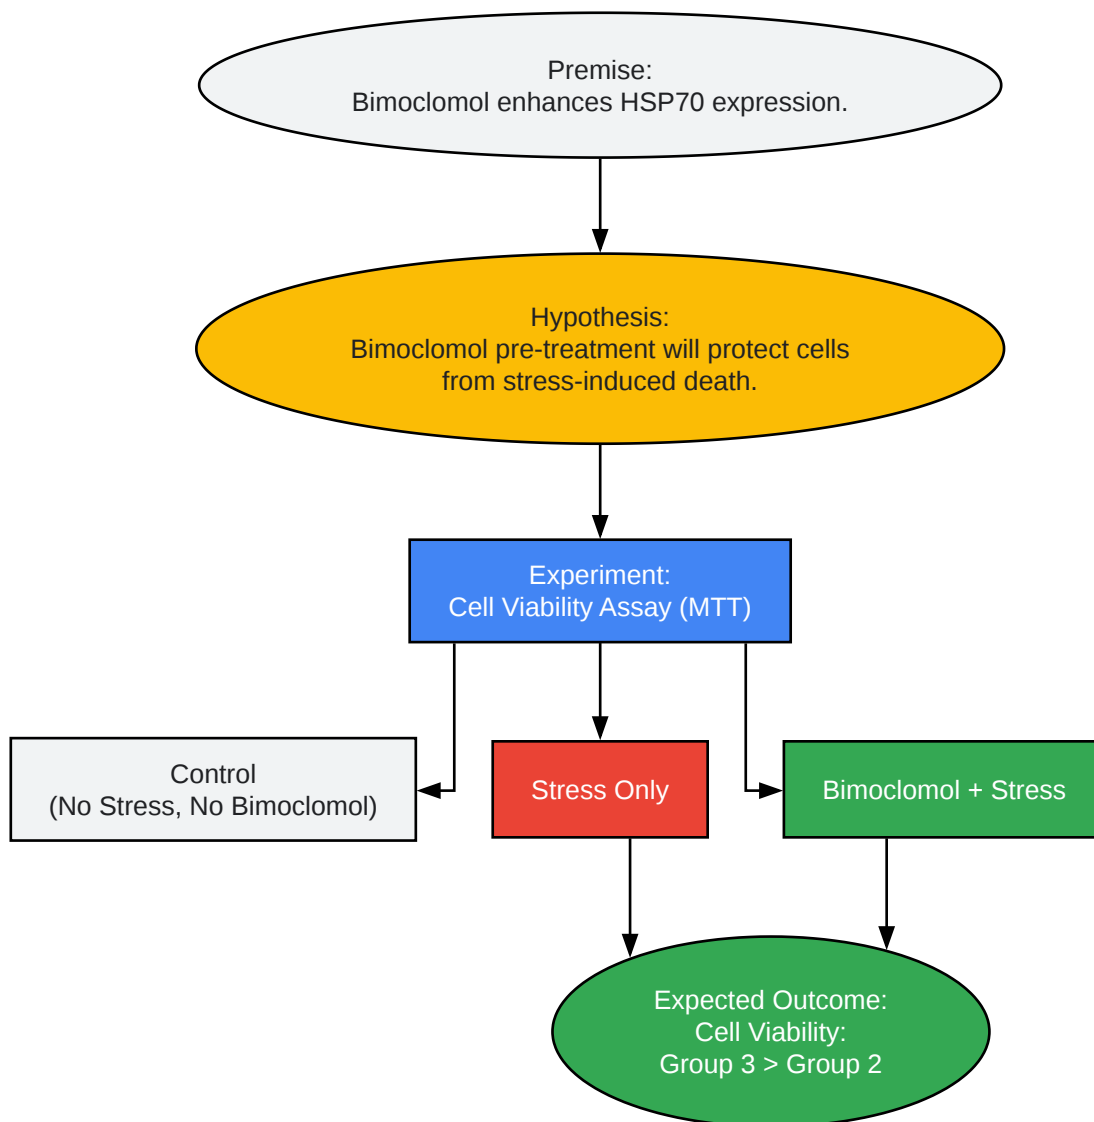 Premise:
Bimoclomol enhances HSP70 expression.
Hypothesis:
Bimoclomol pre-treatment will protect cells
from stress-induced death.
Experiment:
Cell Viability Assay (MTT)
Control
(No Stress, No Bimoclomol)
Stress Only
Bimoclomol + Stress
Expected Outcome:
Cell Viability:
Group 3 > Group 2